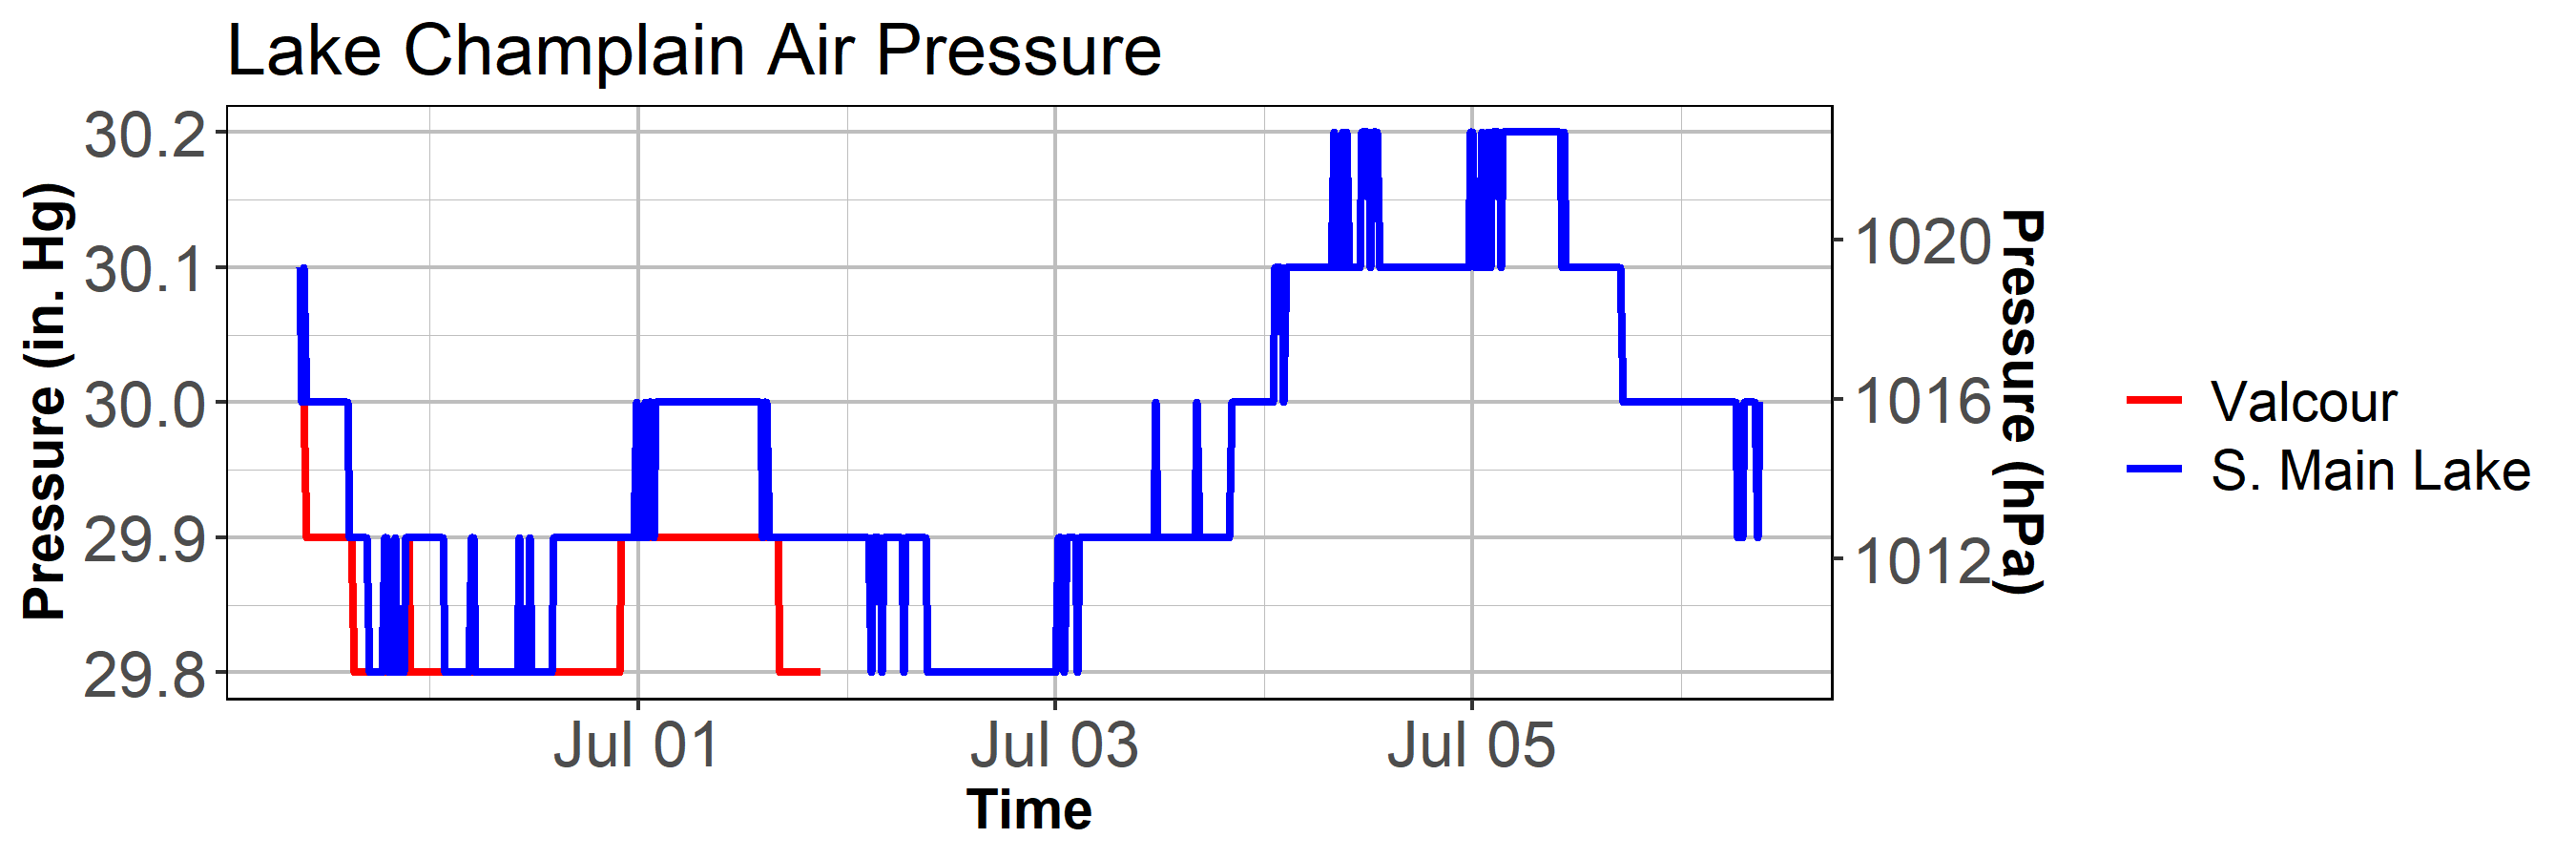 Lake Champlain Air Pressure
Pressure (in. Hg)
30.2
30.1
30.0
29.9
29.8
Jul 01
Jul 03
Jul 05
Time
1020
1016
1012
Pressure (hPa)
Valcour
S. Main Lake